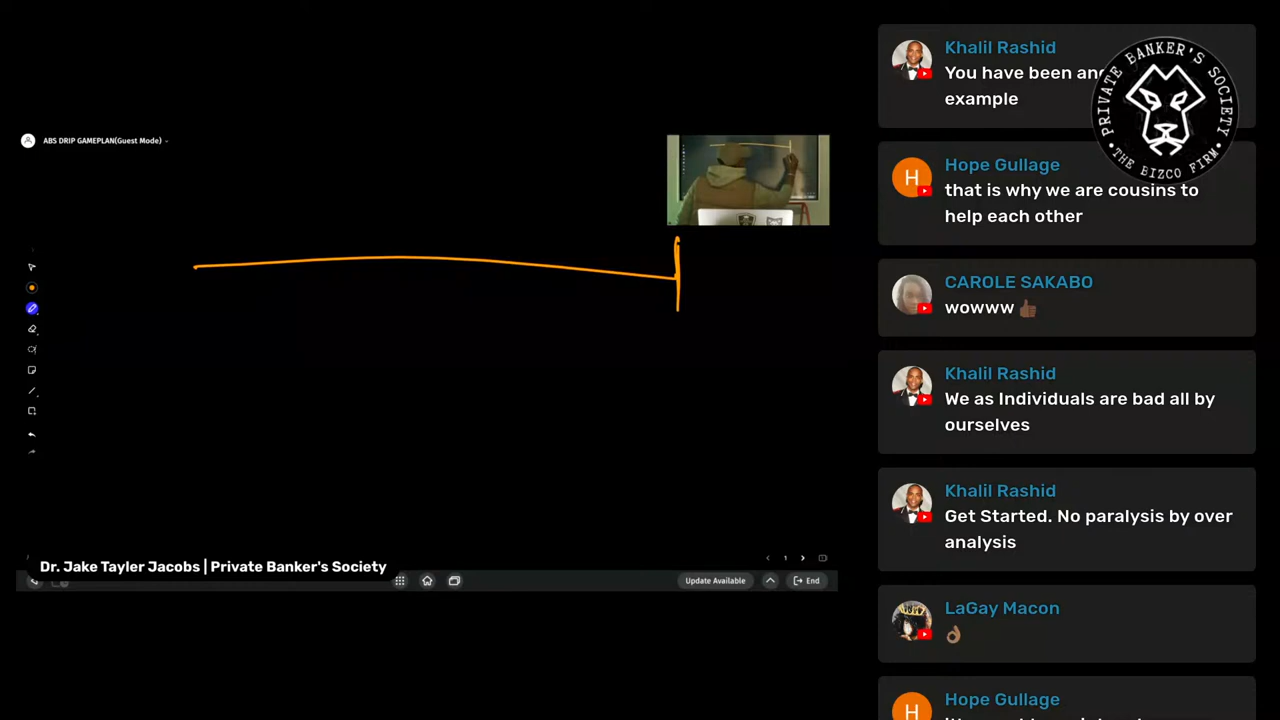 ABS DRIP GAMEPLAN(Guest Mode)
Dr. Jake Tayler Jacobs | Private Banker's Society
1
Update Available
End
Khalil Rashid
You have been
example
PRIVATE BANKER'S SOCIETY
• THE BIZCO FIRM •
Hope Gullage
that is why we are cousins to
help each other
CAROLE SAKABO
wowww 👍🏾
Khalil Rashid
We as Individuals are bad all by
ourselves
Khalil Rashid
Get Started. No paralysis by over
analysis
LaGay Macon
👌🏾
H
Hope Gullage
H